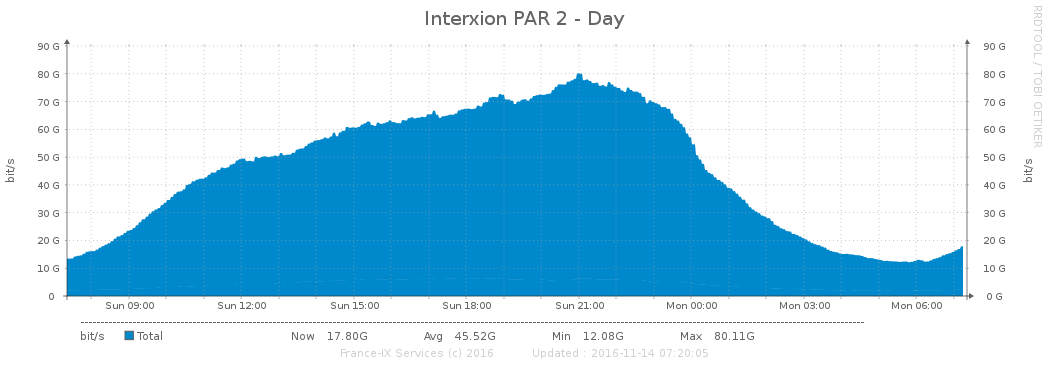 Interxion PAR 2 - Day
RRDTOOL / TOBI OETIKER
bit/s
90 G 90 G
80 G 80 G
70 G 70 G
60 G 60 G
50 G 50 G
40 G 40 G
30 G 30 G
20 G 20 G
10 G 10 G
0 0 G
bit/s
Sun 09:00 Sun 12:00 Sun 15:00 Sun 18:00 Sun 21:00 Mon 00:00 Mon 03:00 Mon 06:00
bit/s Total Now 17.80G Avg 45.52G Min 12.08G Max 80.11G
France-IX Services (c) 2016 Updated : 2016-11-14 07:20:05